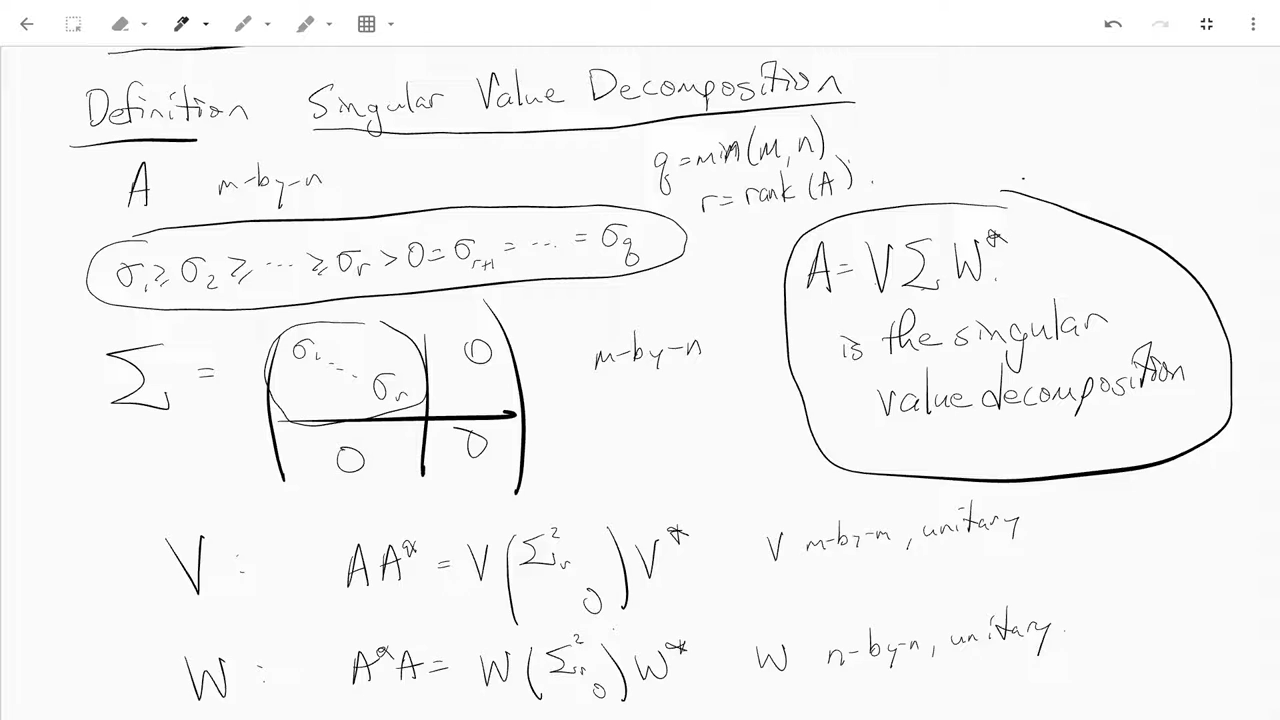 Definition Singular Value Decomposition
A m-by-n
q = min(m, n)
r = rank(A).
σ₁ ≥ σ₂ ≥ ... ≥ σᵣ > 0 = σᵣ₊₁ = ... = σ_q
A = VΣW*.
is the singular
value decomposition
Σ = ( σ₁ ... σᵣ | 0
0 | 0 ) m-by-n
V : AA* = V ( Σᵣ² 0 ) V* V m-by-m, unitary
W : A*A = W ( Σᵣ² 0 ) W* W n-by-n, unitary.